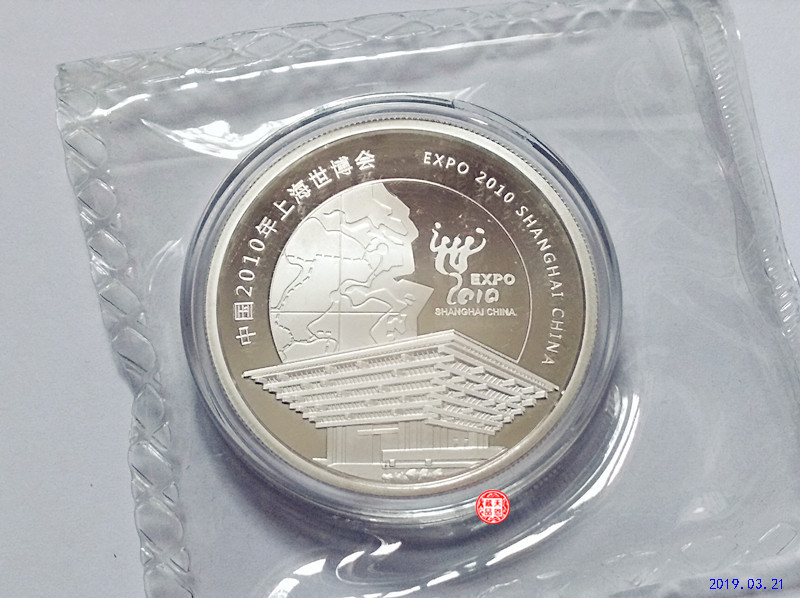 中国2010年上海世博会
EXPO 2010 SHANGHAI CHINA
EXPO
2010
SHANGHAI CHINA
2019.03.21